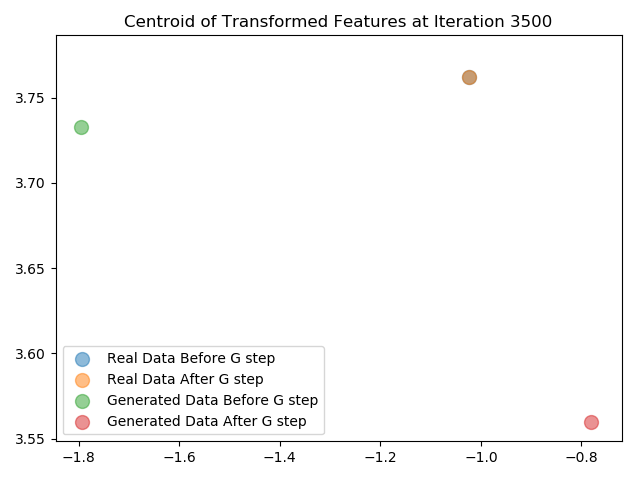 Centroid of Transformed Features at Iteration 3500
3.75
3.70
3.65
3.60
3.55
Real Data Before G step
Real Data After G step
Generated Data Before G step
Generated Data After G step
−1.8 −1.6 −1.4 −1.2 −1.0 −0.8